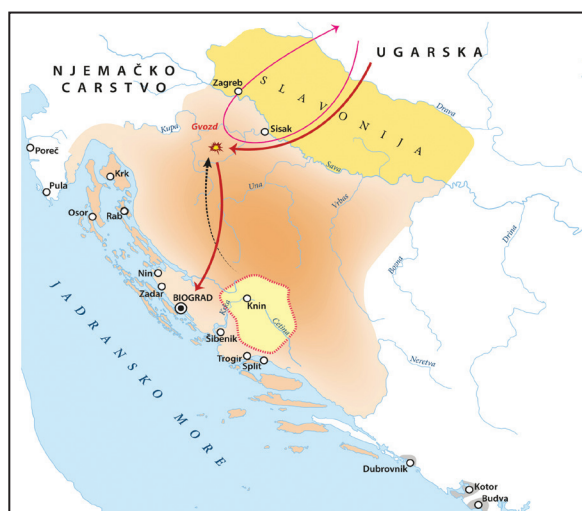 UGARSKA
NJEMAČKO
CARSTVO
SLAVONIJA
Zagreb
Drava
Sisak
Kupa
Gvozd
Poreč
Sava
Krk
Pula
Una
Vrbas
Osor
Rab
Drina
Bosna
Nin
Zadar
BIOGRAD
Knin
Krka
Cetina
Šibenik
Trogir
Split
Neretva
JADRANSKO MORE
Dubrovnik
Kotor
Budva